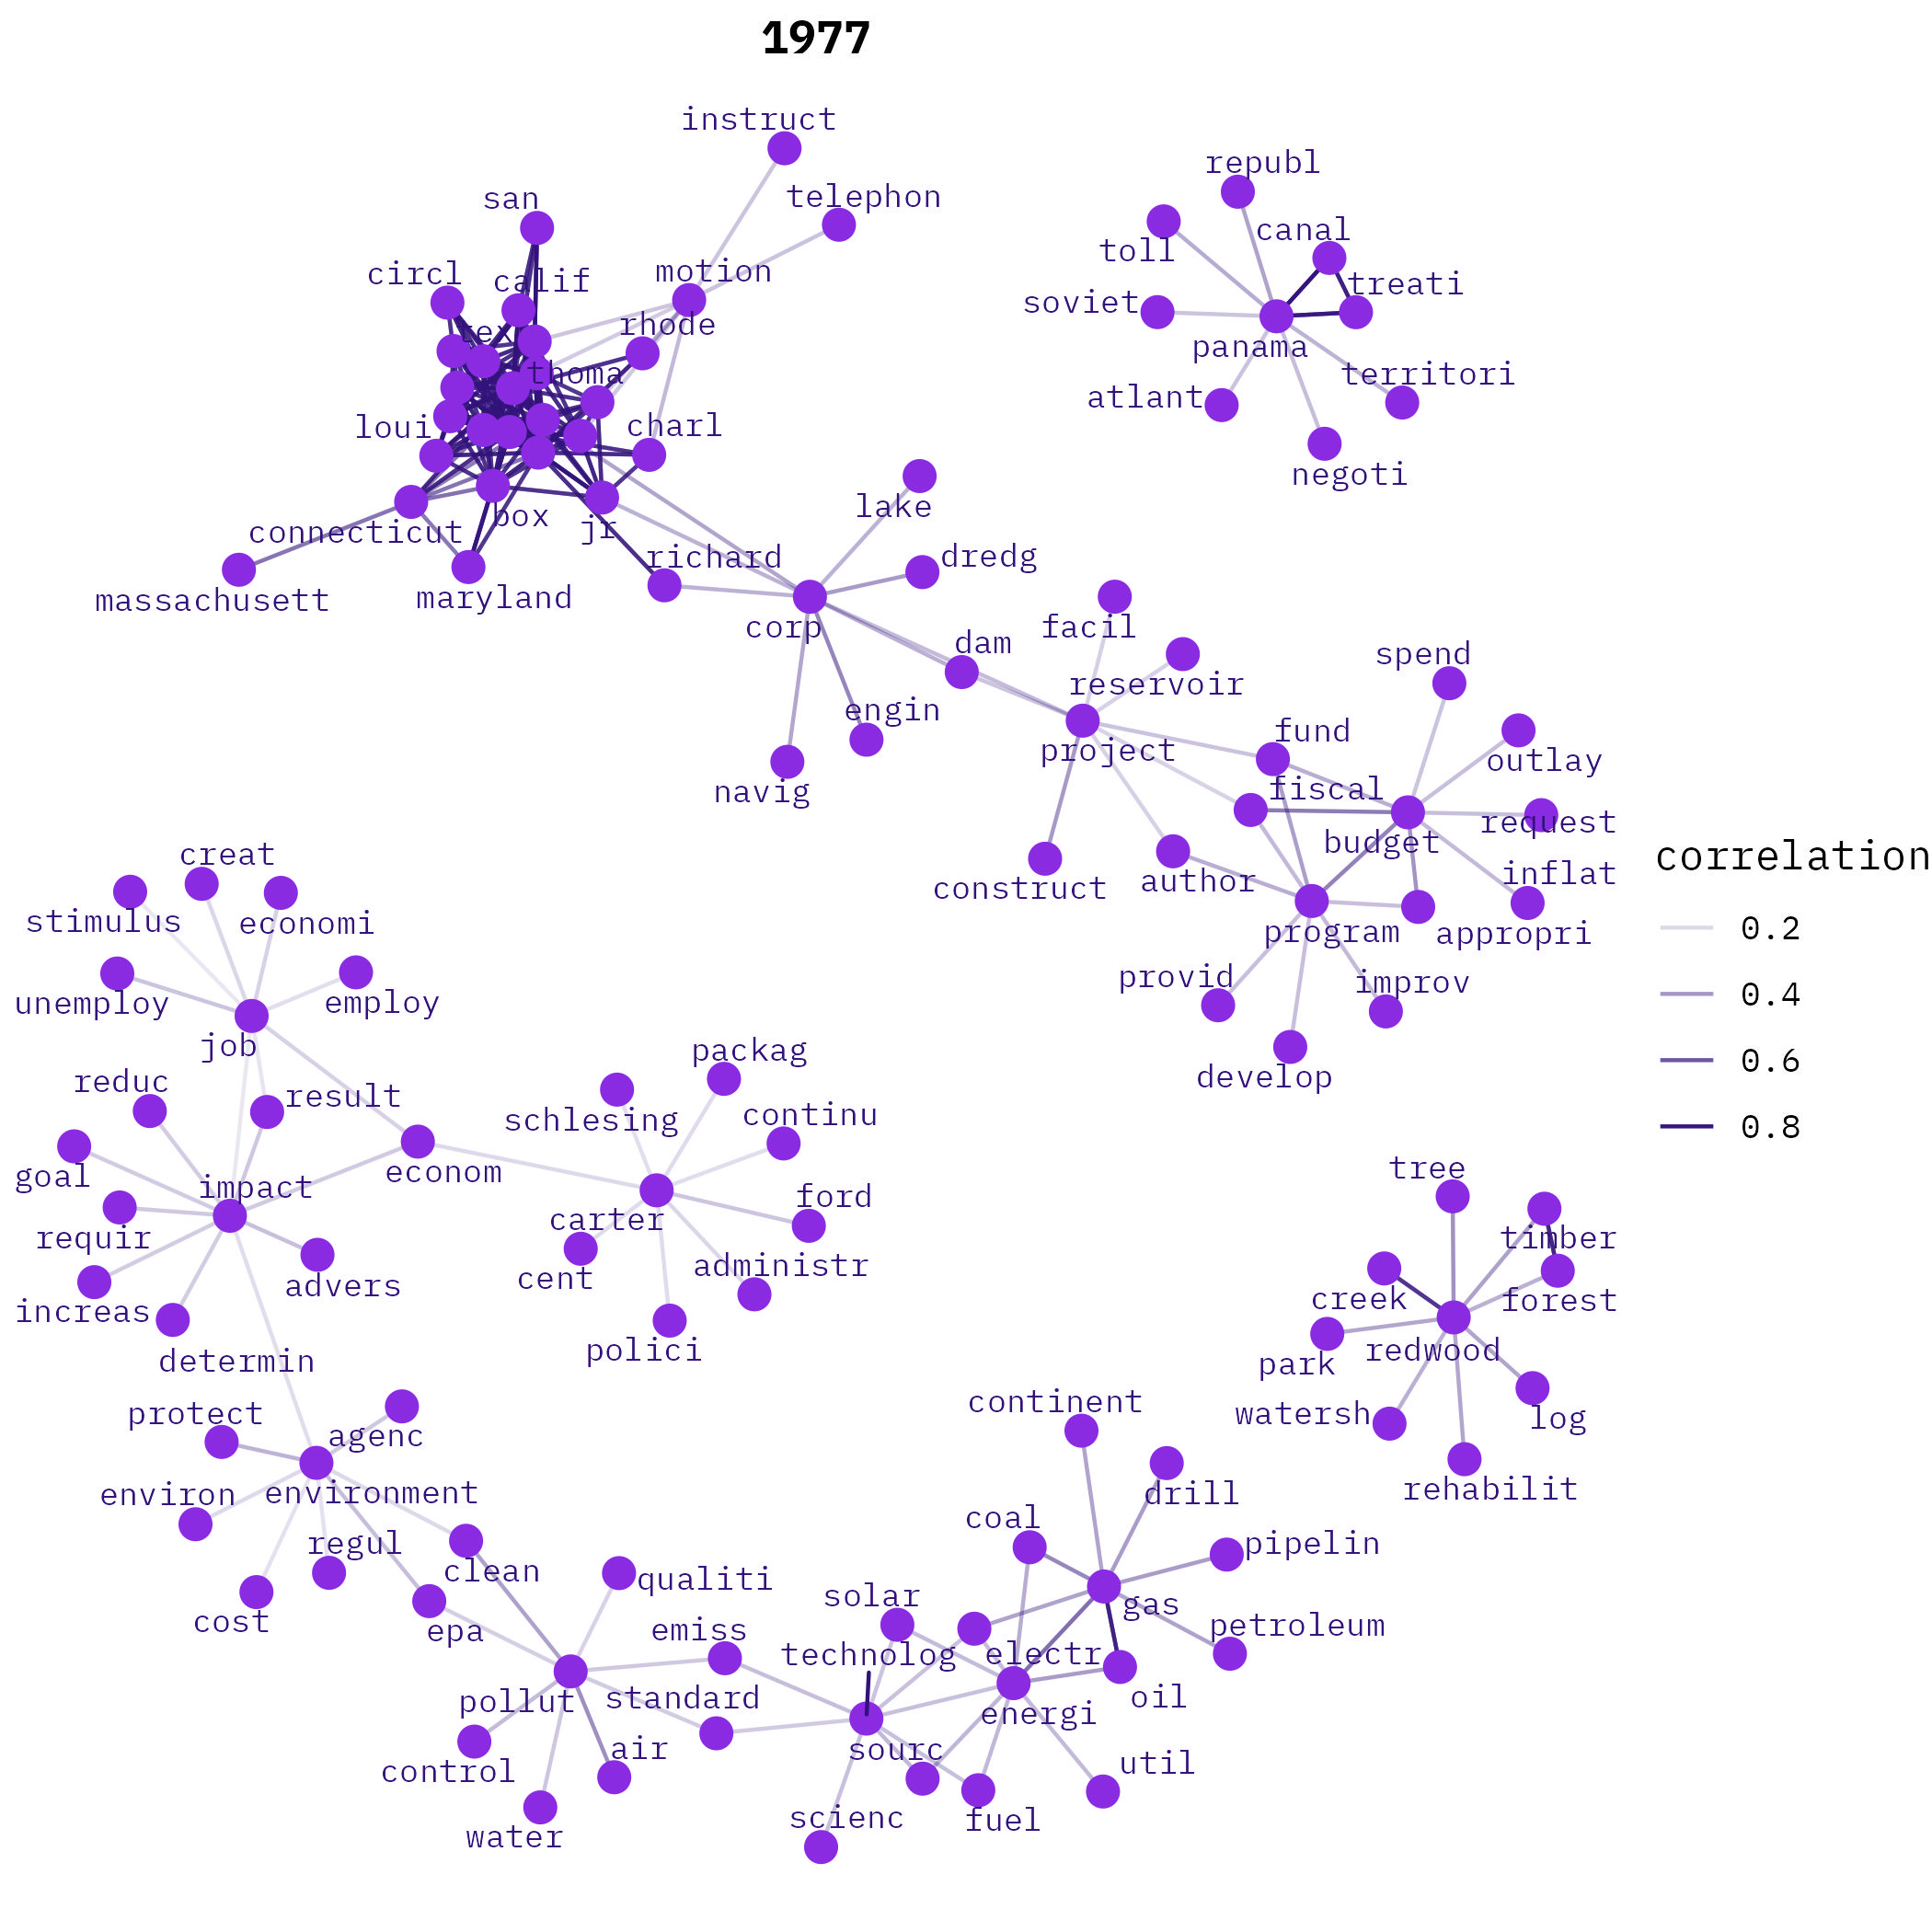 1977
instruct
republ
telephon
san
canal
toll
circl
calif
motion
treati
soviet
rhode
tex
panama
thoma
territori
atlant
loui
charl
negoti
lake
box
jr
connecticut
richard
dredg
massachusett
maryland
corp
facil
dam
spend
reservoir
engin
fund
project
outlay
navig
fiscal
request
budget
creat
correlation
construct
author
inflat
stimulus
economi
0.2
program
appropri
provid
improv
unemploy
employ
0.4
job
packag
0.6
develop
reduc
result
schlesing
continu
0.8
goal
impact
econom
tree
ford
carter
requir
timber
cent
administr
advers
increas
creek
forest
polici
redwood
determin
park
continent
protect
agenc
watersh
log
environ
environment
drill
rehabilit
coal
regul
pipelin
clean
qualiti
solar
gas
cost
epa
emiss
petroleum
technolog
electr
pollut
standard
oil
energi
air
sourc
control
util
scienc
fuel
water